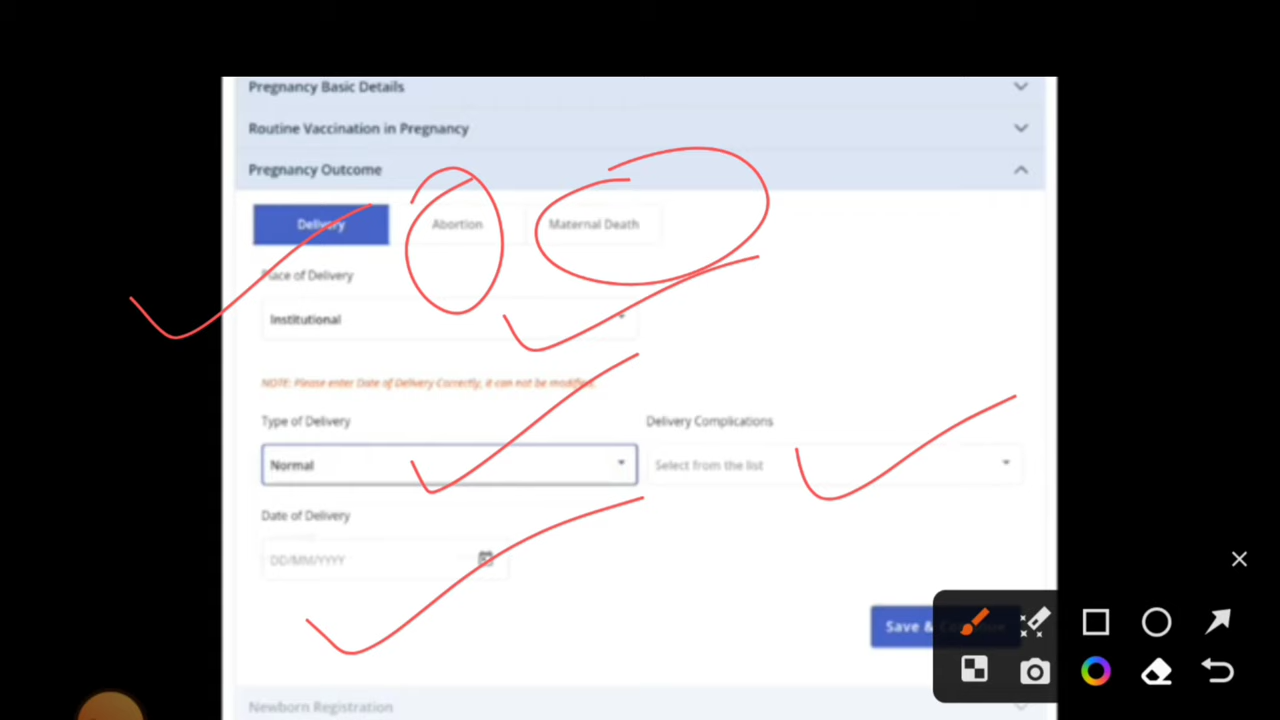 Pregnancy Basic Details
Routine Vaccination in Pregnancy
Pregnancy Outcome
Delivery Abortion Maternal Death
Place of Delivery
Institutional
NOTE: Please enter Date of Delivery Correctly, it can not be modified.
Type of Delivery Delivery Complications
Normal Select from the list
Date of Delivery
DD/MM/YYYY
Save &
Newborn Registration